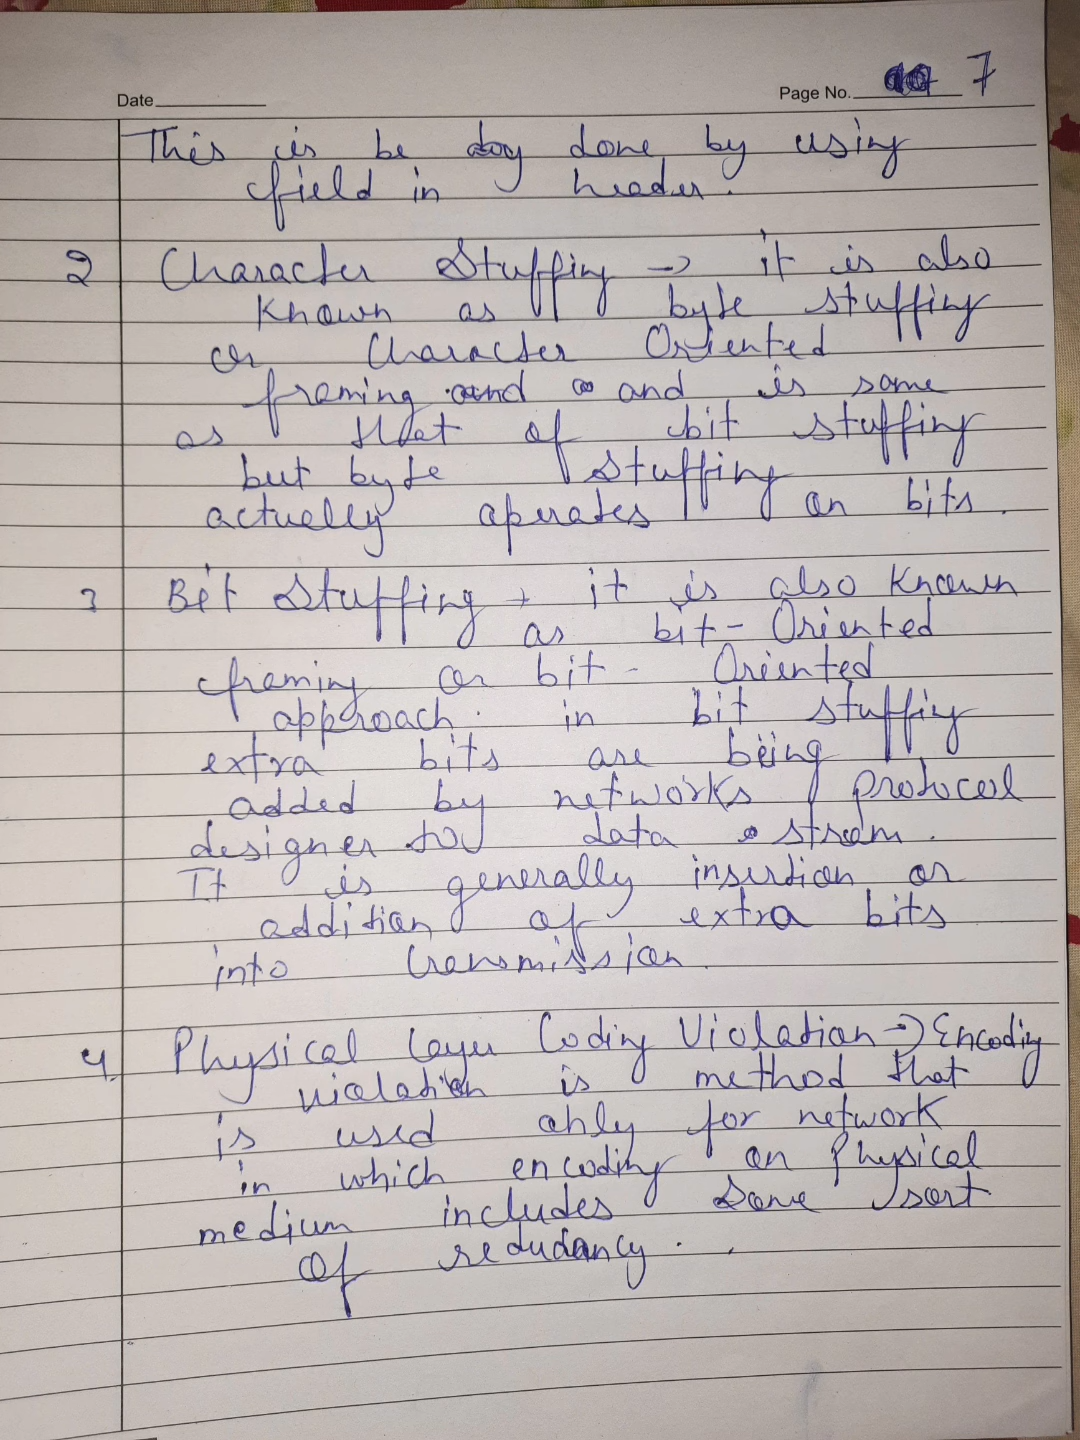 Date
Page No. 7
This is be done by using
field in header.
2 Character Stuffing → it is also
known as byte stuffing
or Character Oriented
framing and and is same
as that of bit stuffing
but byte stuffing
actually operates on bits.
3 Bit Stuffing → it is also known
as bit-Oriented
framing or bit-Oriented
approach. in bit stuffing
extra bits are being
added by networks protocol
designer to data stream.
It is generally insertion or
addition of extra bits
into transmission.
4. Physical layer Coding Violation → Encoding
violation is method that
is used only for network
in which encoding on Physical
medium includes some sort
of redudancy.